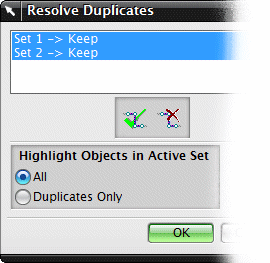 Resolve Duplicates
Set 1 -> Keep
Set 2 -> Keep
Highlight Objects in Active Set
All
Duplicates Only
OK